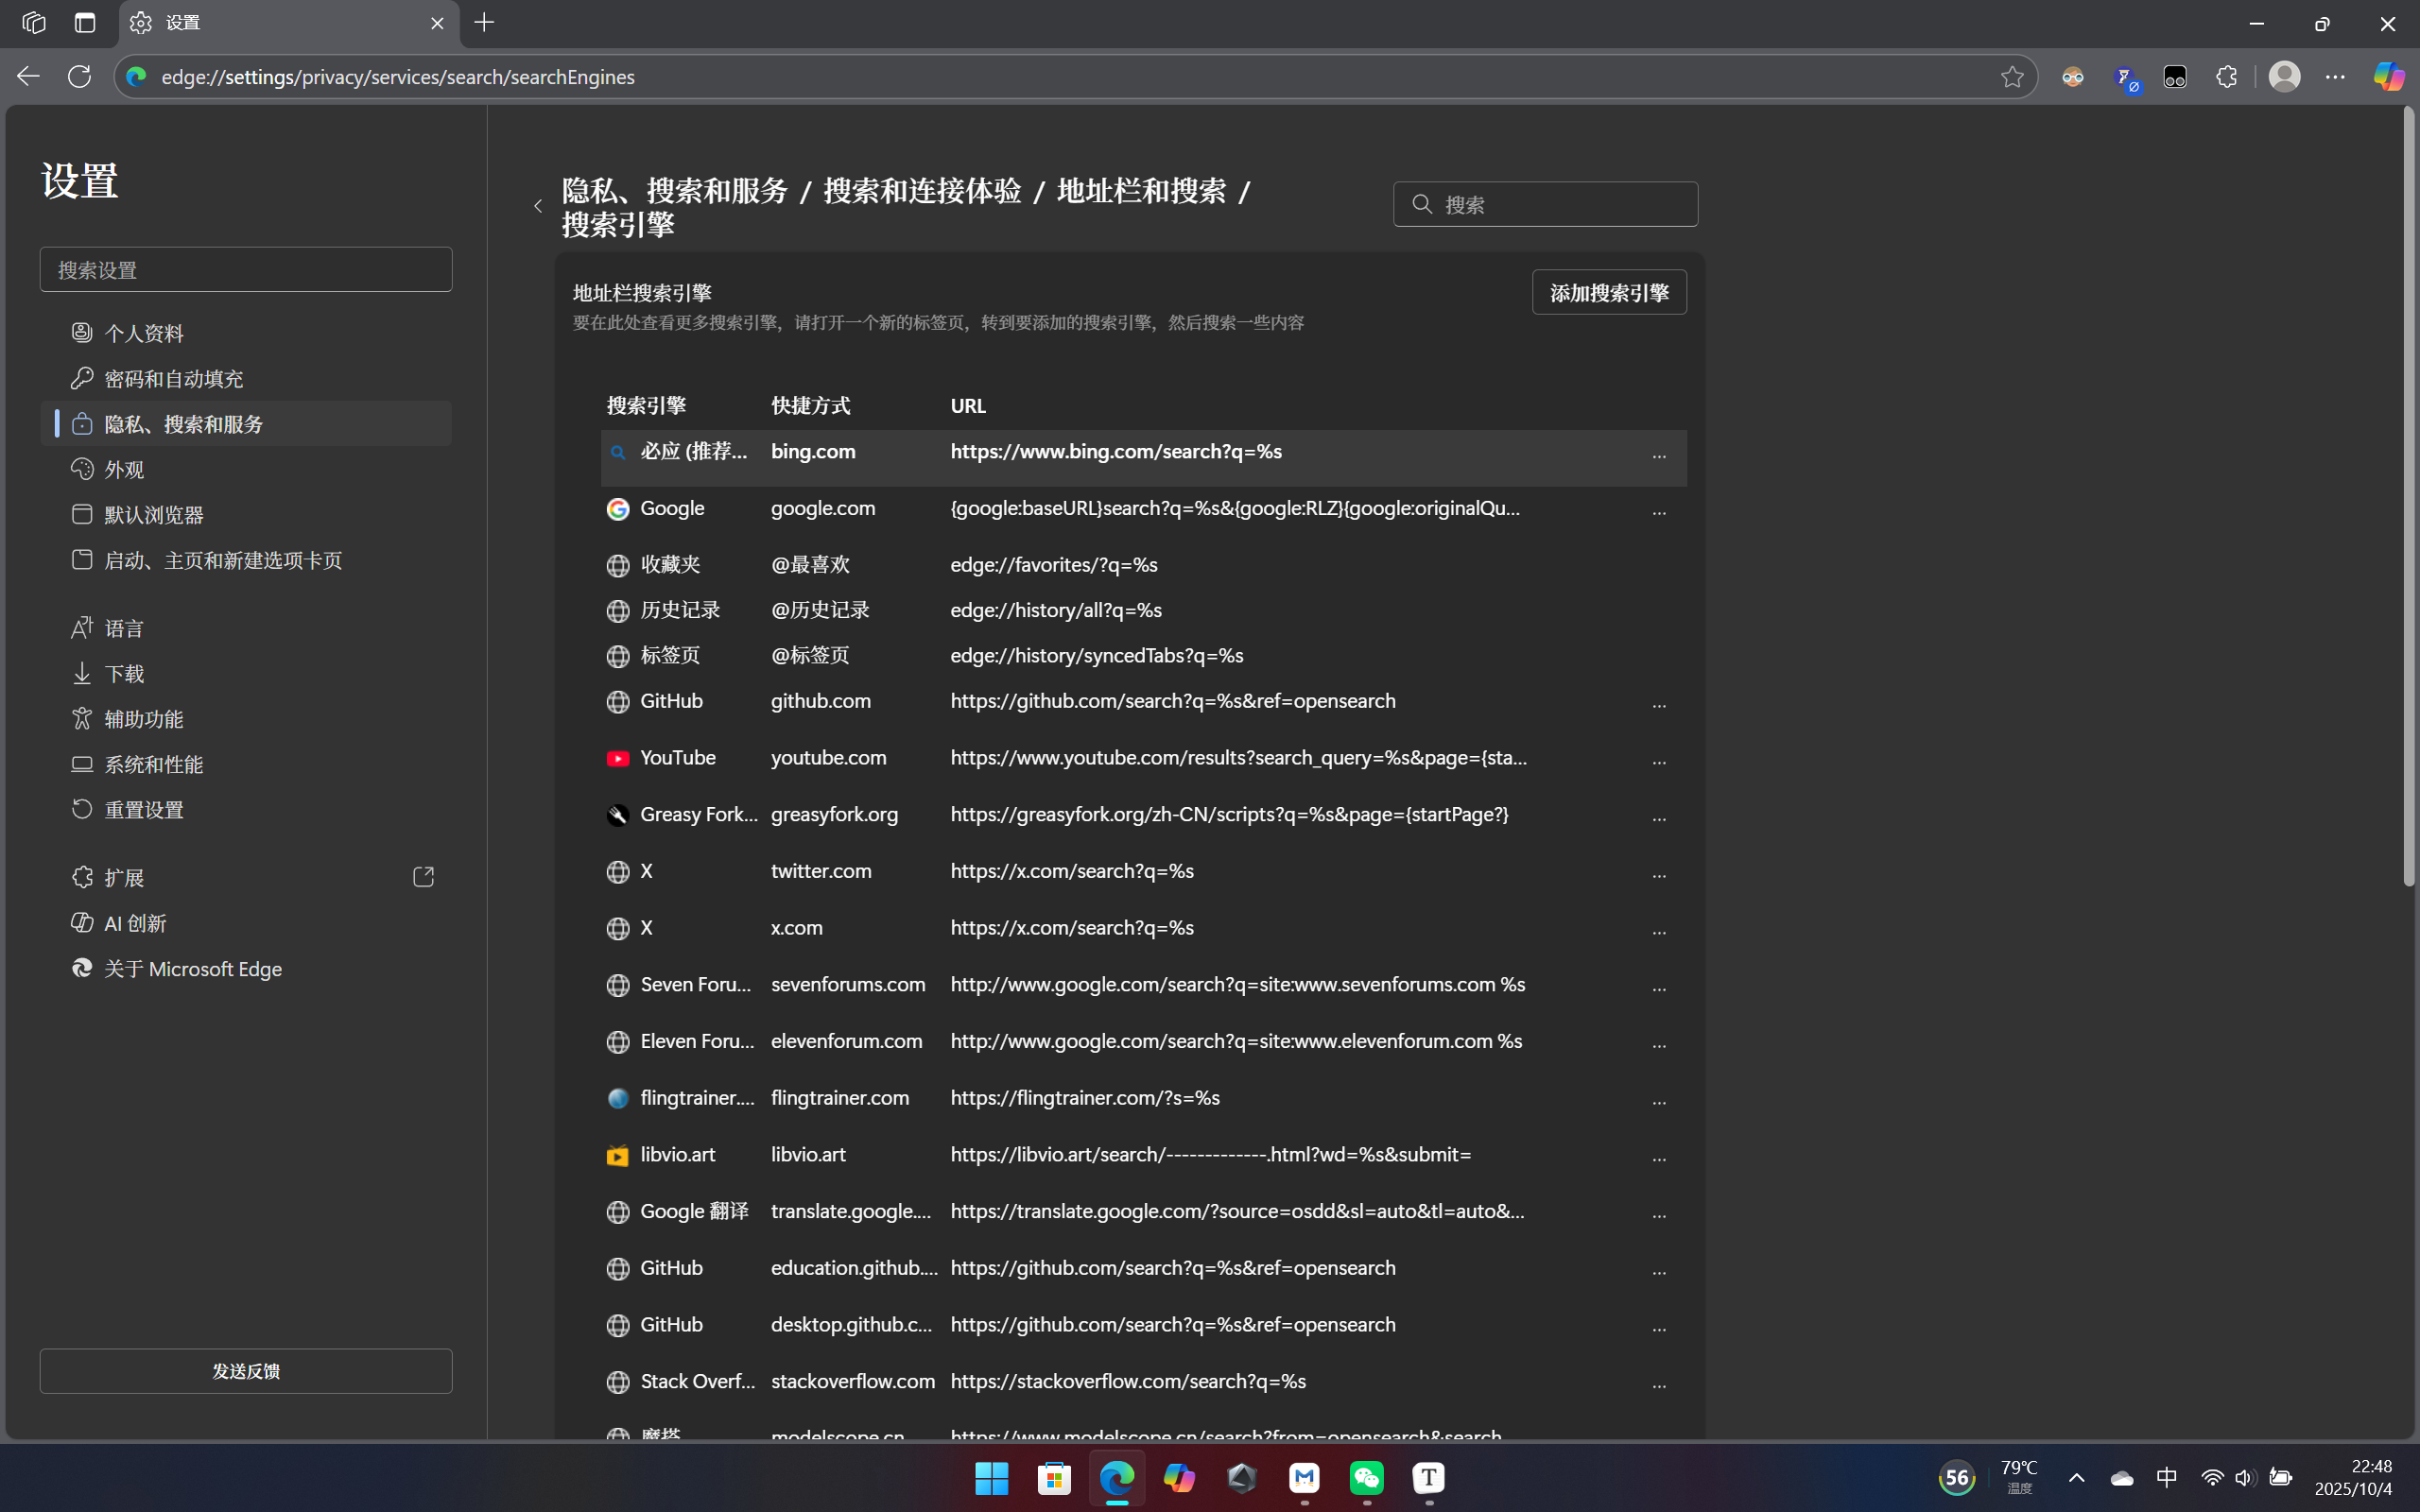 设置
edge://settings/privacy/services/search/searchEngines
设置
搜索设置
个人资料
密码和自动填充
隐私、搜索和服务
外观
默认浏览器
启动、主页和新建选项卡页
语言
下载
辅助功能
系统和性能
重置设置
扩展
AI 创新
关于 Microsoft Edge
发送反馈
隐私、搜索和服务 / 搜索和连接体验 / 地址栏和搜索 /
搜索引擎
搜索
地址栏搜索引擎
添加搜索引擎
要在此处查看更多搜索引擎，请打开一个新的标签页，转到要添加的搜索引擎，然后搜索一些内容
搜索引擎 快捷方式 URL
必应 (推荐... bing.com https://www.bing.com/search?q=%s ...
Google google.com {google:baseURL}search?q=%s&{google:RLZ}{google:originalQu... ...
收藏夹 @最喜欢 edge://favorites/?q=%s
历史记录 @历史记录 edge://history/all?q=%s
标签页 @标签页 edge://history/syncedTabs?q=%s
GitHub github.com https://github.com/search?q=%s&ref=opensearch ...
YouTube youtube.com https://www.youtube.com/results?search_query=%s&page={sta... ...
Greasy Fork... greasyfork.org https://greasyfork.org/zh-CN/scripts?q=%s&page={startPage?} ...
X twitter.com https://x.com/search?q=%s ...
X x.com https://x.com/search?q=%s ...
Seven Foru... sevenforums.com http://www.google.com/search?q=site:www.sevenforums.com %s ...
Eleven Foru... elevenforum.com http://www.google.com/search?q=site:www.elevenforum.com %s ...
flingtrainer.... flingtrainer.com https://flingtrainer.com/?s=%s ...
libvio.art libvio.art https://libvio.art/search/-------------.html?wd=%s&submit= ...
Google 翻译 translate.google.... https://translate.google.com/?source=osdd&sl=auto&tl=auto&... ...
GitHub education.github.... https://github.com/search?q=%s&ref=opensearch ...
GitHub desktop.github.c... https://github.com/search?q=%s&ref=opensearch ...
Stack Overf... stackoverflow.com https://stackoverflow.com/search?q=%s ...
魔搭 modelscope.cn https://www.modelscope.cn/search?from=opensearch&search
56
79℃
温度
中
22:48
2025/10/4